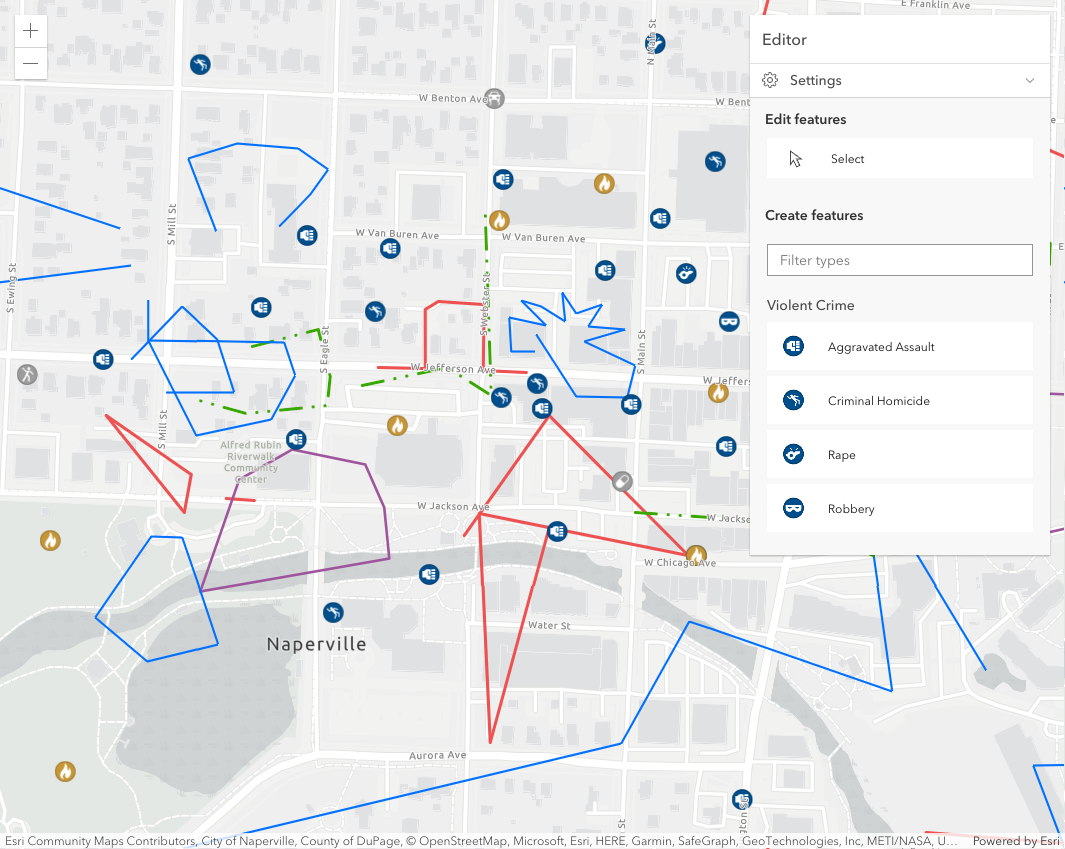 E Franklin Ave
N Main St
Editor
Settings
W Benton Ave
W Bent
Edit features
Select
Create features
S Mill St
W Van Buren Ave
W Van Buren Ave
Filter types
S Ewing St
S Webster St
Violent Crime
S Eagle St
S Main St
Aggravated Assault
W Jefferson Ave
W Jeffers
Criminal Homicide
S Mill St
Alfred Rubin
Riverwalk
Community
Center
Rape
W Jackson Ave
W Jackso
Robbery
W Chicago Ave
Water St
Naperville
Aurora Ave
Esri Community Maps Contributors, City of Naperville, County of DuPage, © OpenStreetMap, Microsoft, Esri, HERE, Garmin, SafeGraph, GeoTechnologies, Inc, METI/NASA, U... Powered by Esri